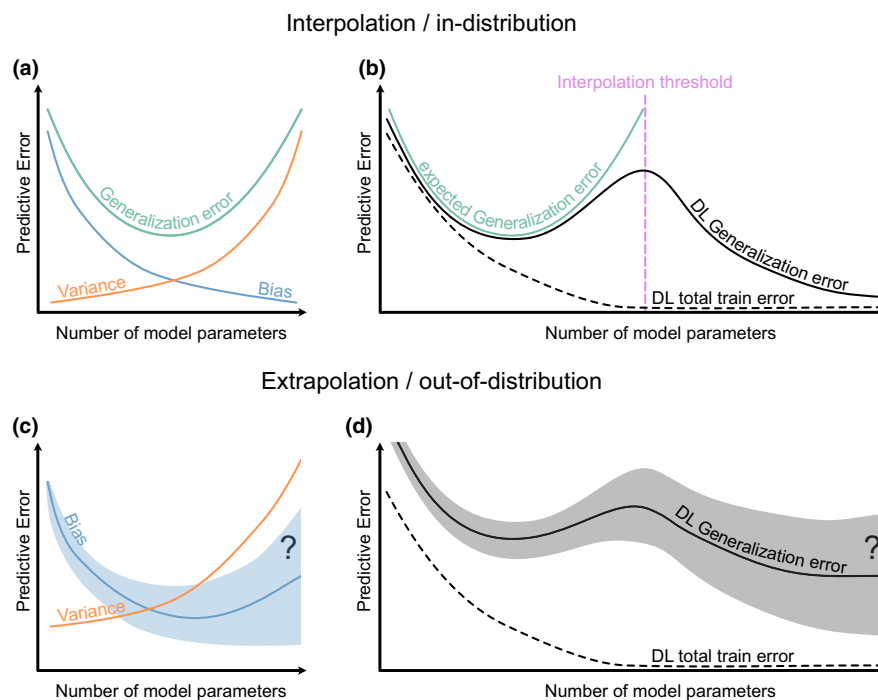 Interpolation / in-distribution
(a)
Predictive Error
Generalization error
Variance
Bias
Number of model parameters
(b)
Predictive Error
Interpolation threshold
expected Generalization error
DL Generalization error
DL total train error
Number of model parameters
Extrapolation / out-of-distribution
(c)
Predictive Error
Bias
Variance
?
Number of model parameters
(d)
Predictive Error
DL Generalization error
?
DL total train error
Number of model parameters